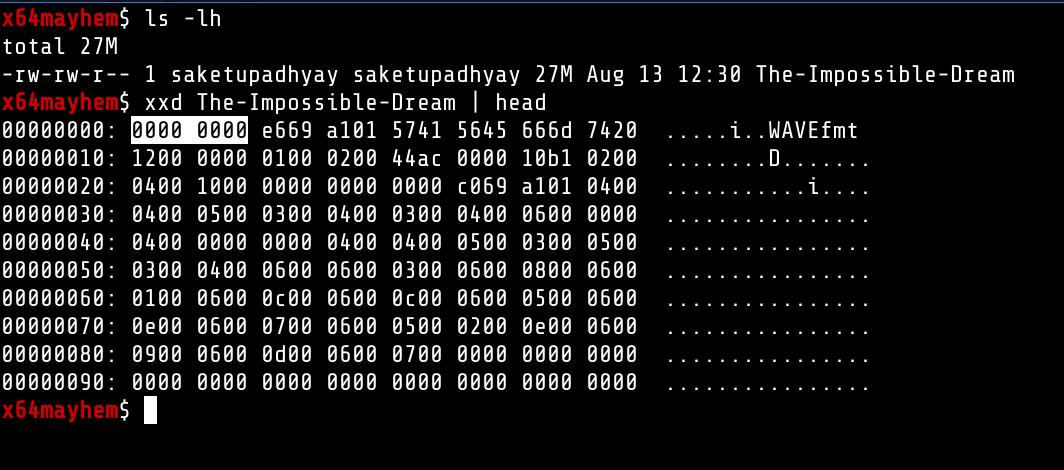 x64mayhem$ ls -lh
total 27M
-rw-rw-r-- 1 saketupadhyay saketupadhyay 27M Aug 13 12:30 The-Impossible-Dream
x64mayhem$ xxd The-Impossible-Dream | head
00000000: 0000 0000 e669 a101 5741 5645 666d 7420  .....i..WAVEfmt
00000010: 1200 0000 0100 0200 44ac 0000 10b1 0200  ........D.......
00000020: 0400 1000 0000 0000 0000 c069 a101 0400  ...........i....
00000030: 0400 0500 0300 0400 0300 0400 0600 0000  ................
00000040: 0400 0000 0000 0400 0400 0500 0300 0500  ................
00000050: 0300 0400 0600 0600 0300 0600 0800 0600  ................
00000060: 0100 0600 0c00 0600 0c00 0600 0500 0600  ................
00000070: 0e00 0600 0700 0600 0500 0200 0e00 0600  ................
00000080: 0900 0600 0d00 0600 0700 0000 0000 0000  ................
00000090: 0000 0000 0000 0000 0000 0000 0000 0000  ................
x64mayhem$